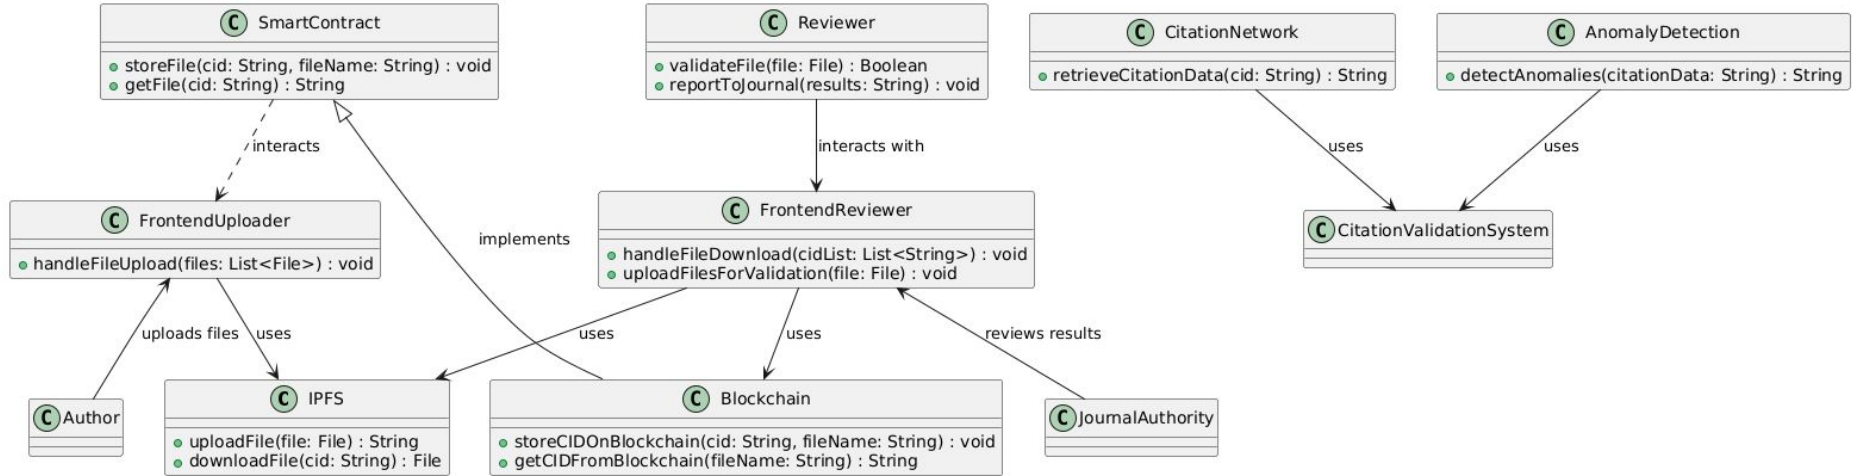 C SmartContract
storeFile(cid: String, fileName: String) : void
getFile(cid: String) : String
C Reviewer
validateFile(file: File) : Boolean
reportToJournal(results: String) : void
C CitationNetwork
retrieveCitationData(cid: String) : String
C AnomalyDetection
detectAnomalies(citationData: String) : String
interacts
interacts with
uses
uses
C FrontendUploader
handleFileUpload(files: List<File>) : void
implements
C FrontendReviewer
handleFileDownload(cidList: List<String>) : void
uploadFilesForValidation(file: File) : void
C CitationValidationSystem
uploads files
uses
uses
uses
reviews results
C Author
C IPFS
uploadFile(file: File) : String
downloadFile(cid: String) : File
C Blockchain
storeCIDOnBlockchain(cid: String, fileName: String) : void
getCIDFromBlockchain(fileName: String) : String
C JournalAuthority